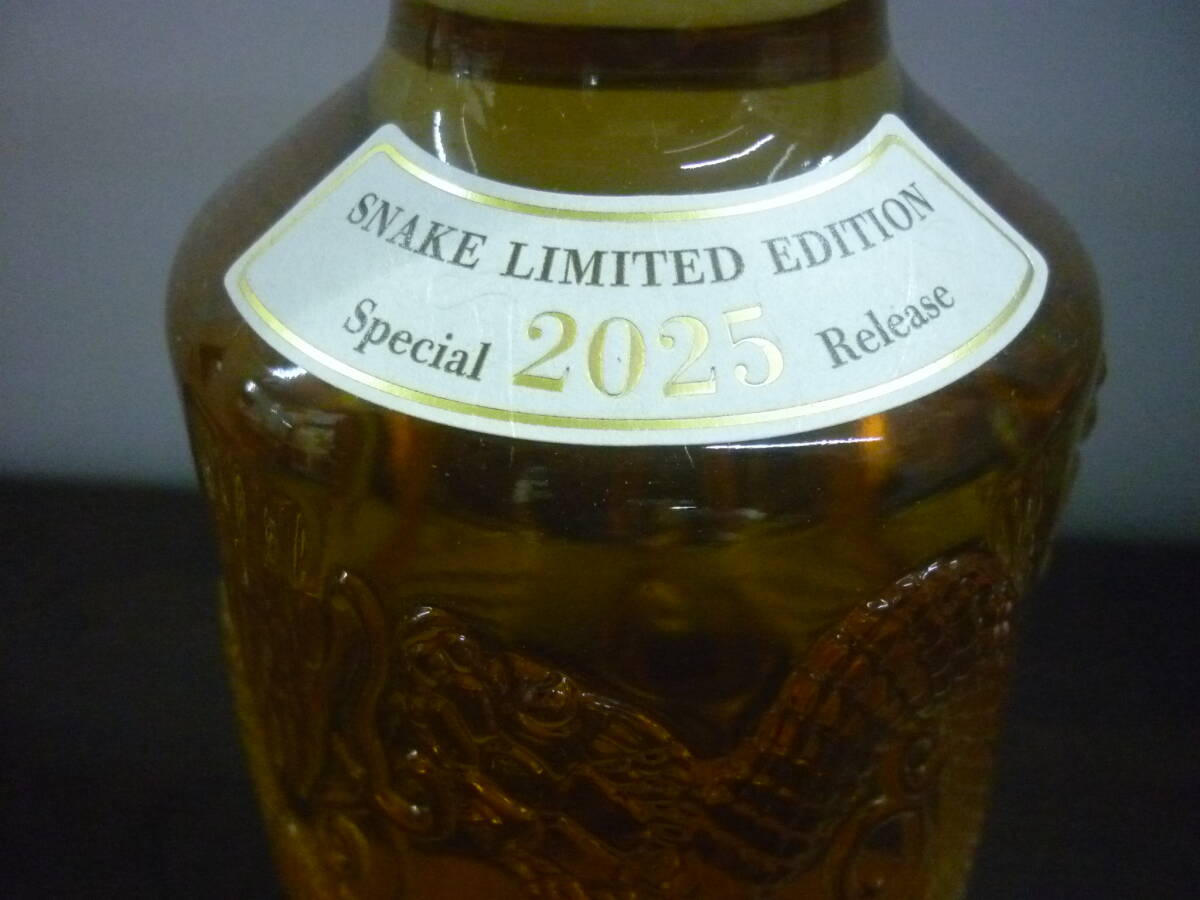 SNAKE LIMITED EDITION
Special 2025 Release